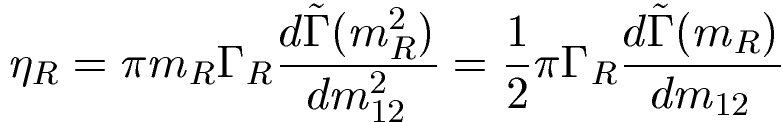 $\eta_R = \pi m_R \Gamma_R \frac{d\tilde{\Gamma}(m_R^2)}{dm_{12}^2} = \frac{1}{2} \pi \Gamma_R \frac{d\tilde{\Gamma}(m_R)}{dm_{12}}$